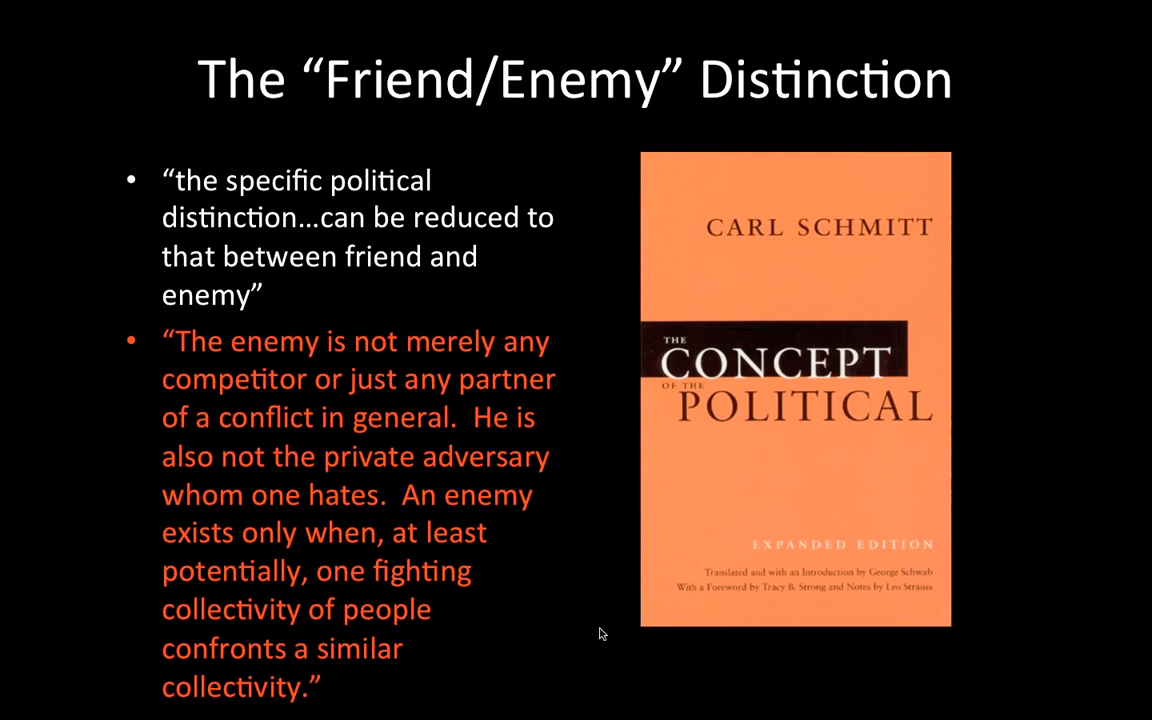 The “Friend/Enemy” Distinction
• “the specific political
distinction…can be reduced to
that between friend and
enemy”
• “The enemy is not merely any
competitor or just any partner
of a conflict in general.  He is
also not the private adversary
whom one hates.  An enemy
exists only when, at least
potentially, one fighting
collectivity of people
confronts a similar
collectivity.”
CARL SCHMITT
THE
CONCEPT
OF THE
POLITICAL
EXPANDED EDITION
Translated and with an Introduction by George Schwab
With a Foreword by Tracy B. Strong and Notes by Leo Strauss